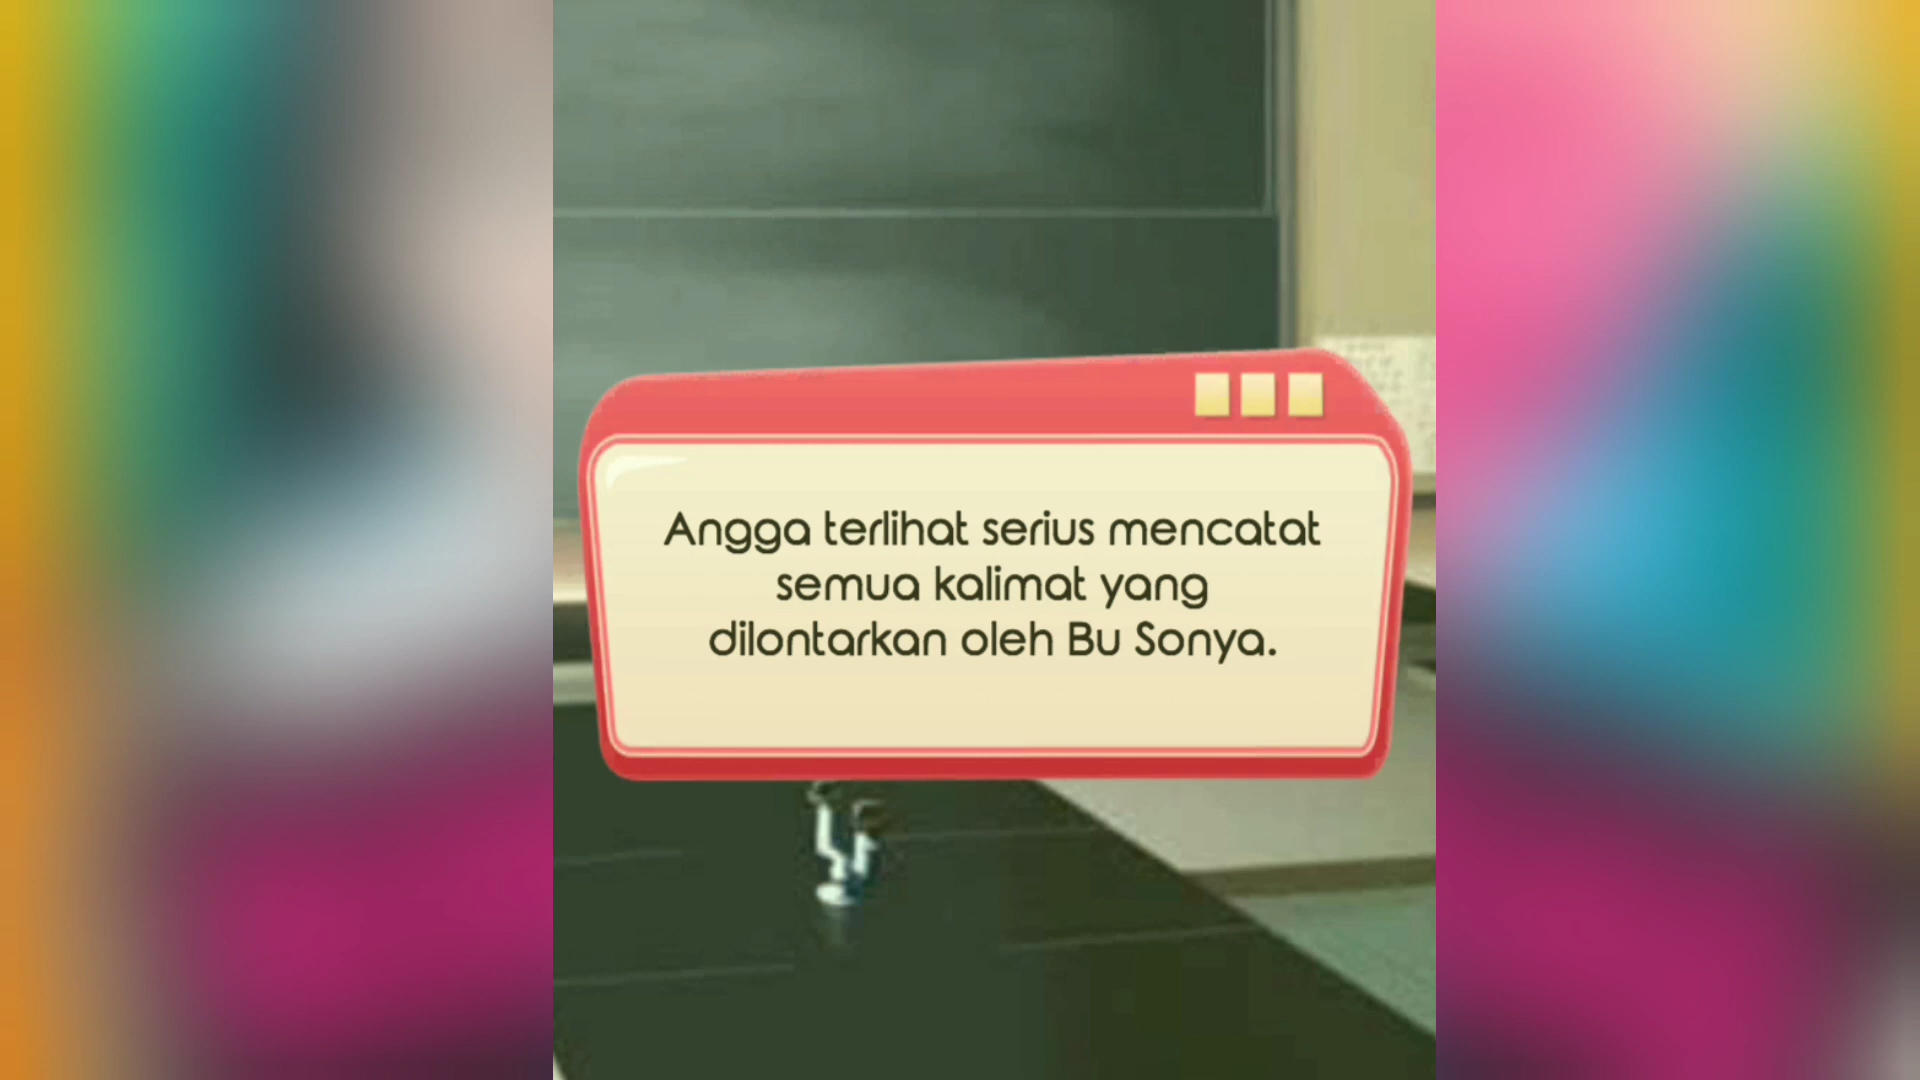 Angga terlihat serius mencatat
semua kalimat yang
dilontarkan oleh Bu Sonya.